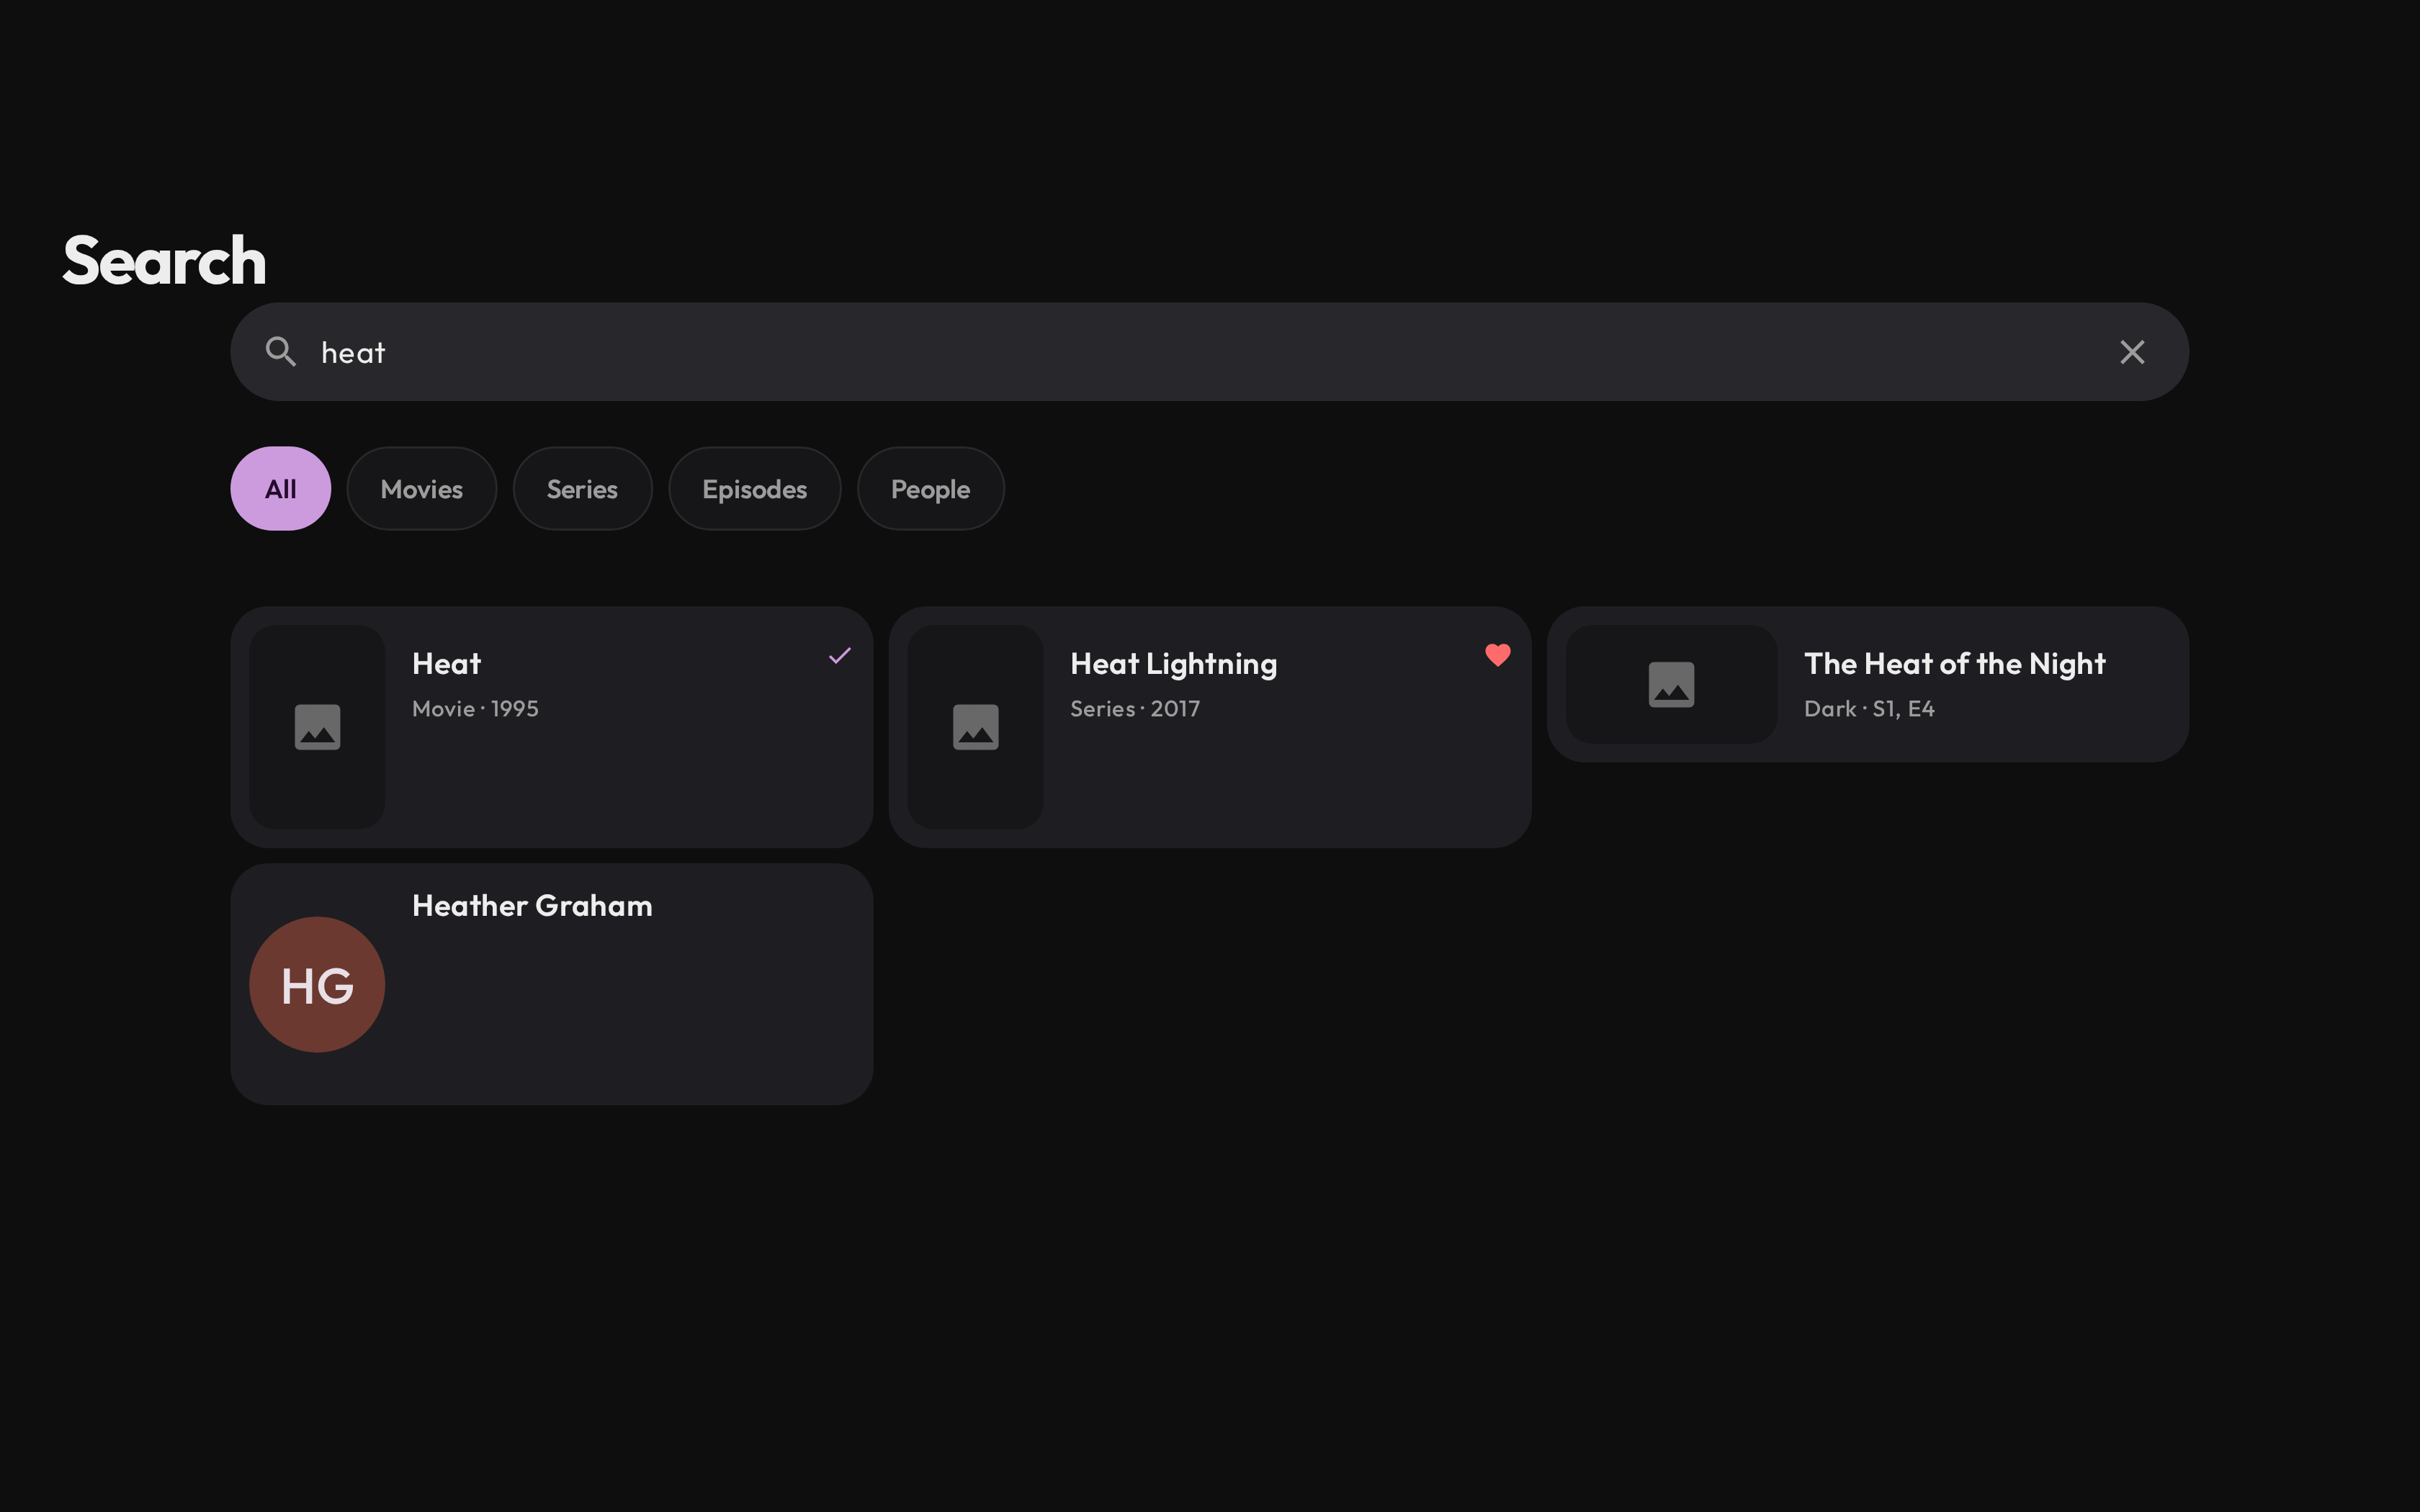 Search
heat
All
Movies
Series
Episodes
People
Heat
Movie · 1995
Heat Lightning
Series · 2017
The Heat of the Night
Dark · S1, E4
Heather Graham
HG